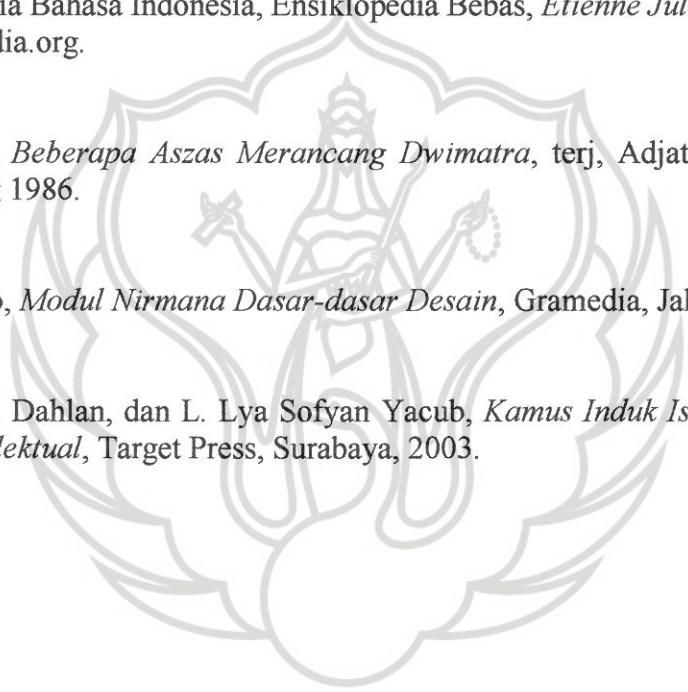 ia Bahasa Indonesia, Ensiklopedia Bebas, Etienne Jul
dia.org.
Beberapa Aszas Merancang Dwimatra, terj, Adjat
1986.
, Modul Nirmana Dasar-dasar Desain, Gramedia, Jal
Dahlan, dan L. Lya Sofyan Yacub, Kamus Induk Is
lektual, Target Press, Surabaya, 2003.